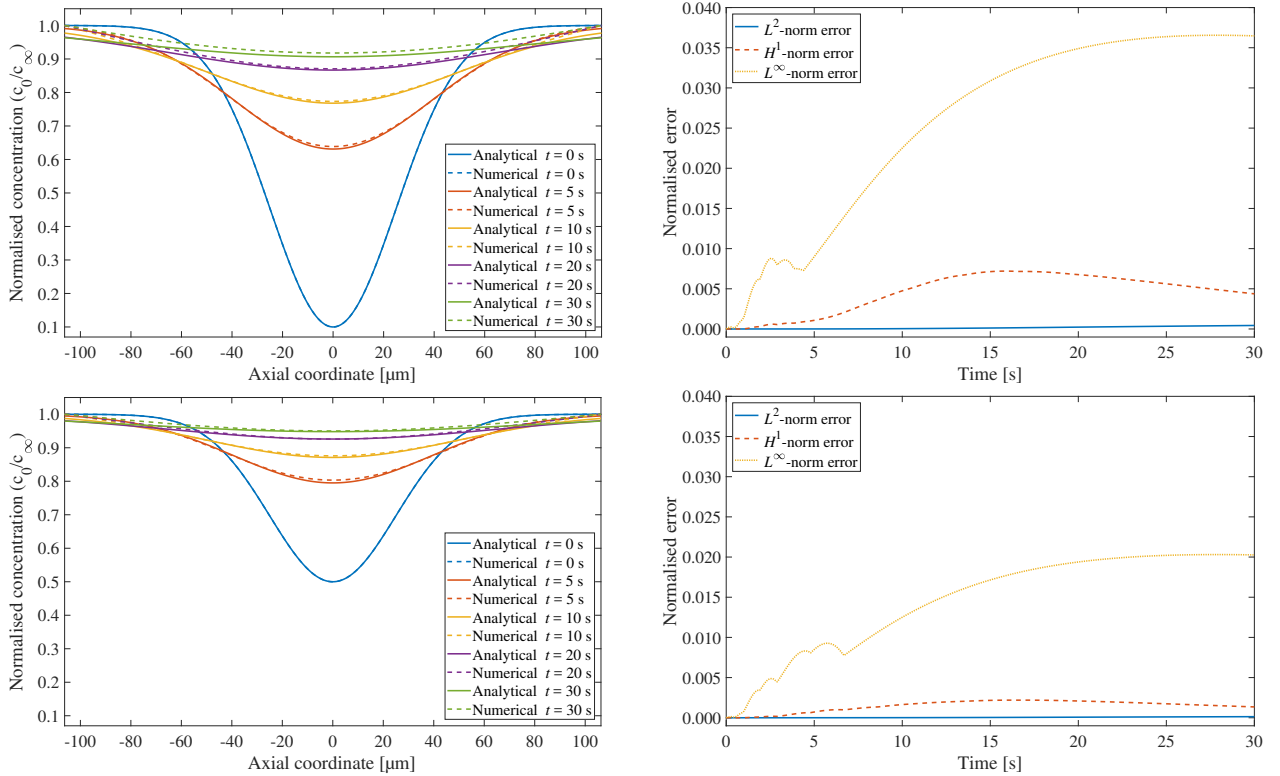 Normalised concentration (c₀/c∞)
1.0
0.9
0.8
0.7
0.6
0.5
0.4
0.3
0.2
0.1
-100 -80 -60 -40 -20 0 20 40 60 80 100
Axial coordinate [µm]
Analytical t = 0 s
Numerical t = 0 s
Analytical t = 5 s
Numerical t = 5 s
Analytical t = 10 s
Numerical t = 10 s
Analytical t = 20 s
Numerical t = 20 s
Analytical t = 30 s
Numerical t = 30 s
Normalised error
0.040
0.035
0.030
0.025
0.020
0.015
0.010
0.005
0.000
0 5 10 15 20 25 30
Time [s]
L²-norm error
H¹-norm error
L∞-norm error
Normalised concentration (c₀/c∞)
1.0
0.9
0.8
0.7
0.6
0.5
0.4
0.3
0.2
0.1
-100 -80 -60 -40 -20 0 20 40 60 80 100
Axial coordinate [µm]
Analytical t = 0 s
Numerical t = 0 s
Analytical t = 5 s
Numerical t = 5 s
Analytical t = 10 s
Numerical t = 10 s
Analytical t = 20 s
Numerical t = 20 s
Analytical t = 30 s
Numerical t = 30 s
Normalised error
0.040
0.035
0.030
0.025
0.020
0.015
0.010
0.005
0.000
0 5 10 15 20 25 30
Time [s]
L²-norm error
H¹-norm error
L∞-norm error